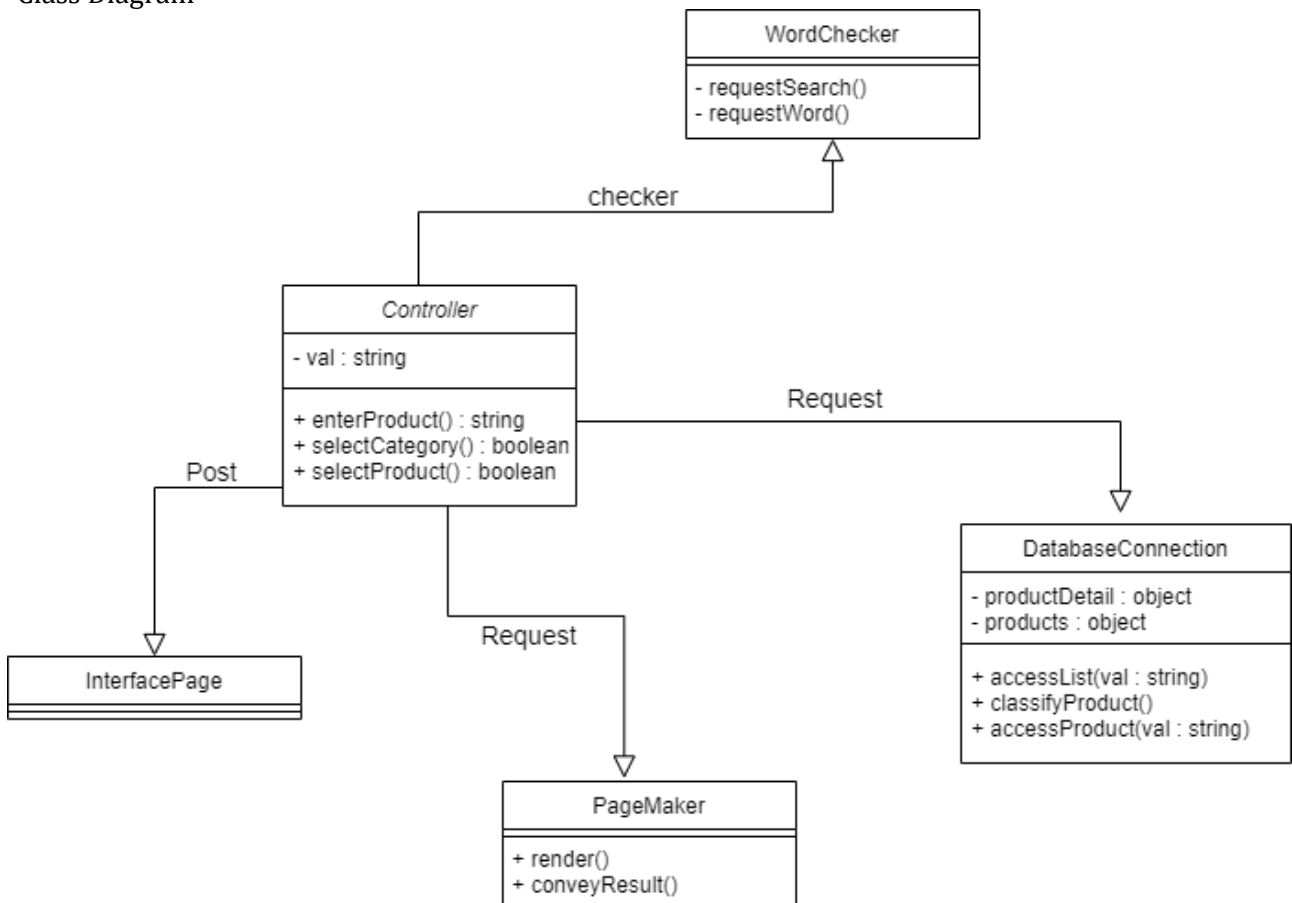 Class Diagram
WordChecker
- requestSearch()
- requestWord()
checker
Controller
- val : string
+ enterProduct() : string
+ selectCategory() : boolean
+ selectProduct() : boolean
Request
Post
DatabaseConnection
- productDetail : object
- products : object
+ accessList(val : string)
+ classifyProduct()
+ accessProduct(val : string)
Request
InterfacePage
PageMaker
+ render()
+ conveyResult()